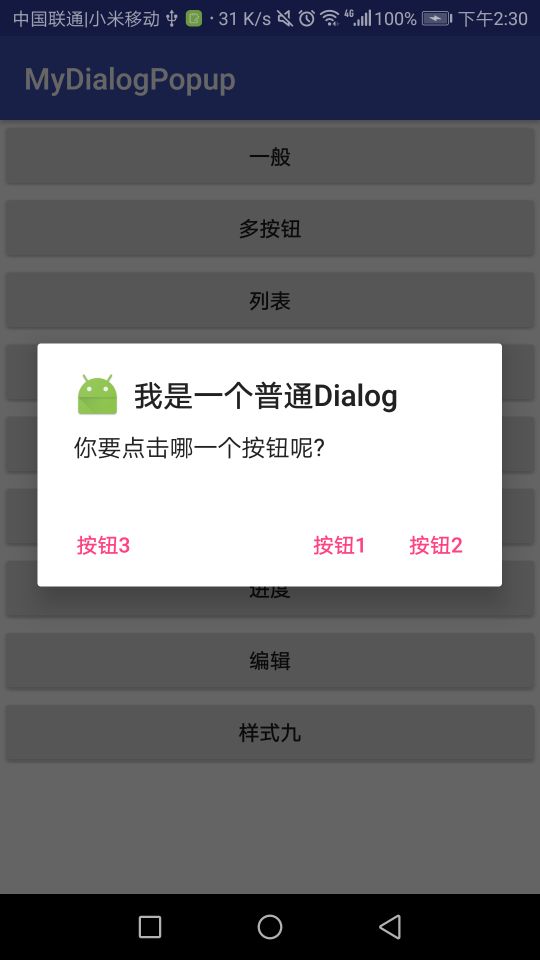 中国联通|小米移动 · 31 K/s 4G 100% 下午2:30
MyDialogPopup
一般
多按钮
列表
我是一个普通Dialog
你要点击哪一个按钮呢?
按钮3 按钮1 按钮2
进度
编辑
样式九